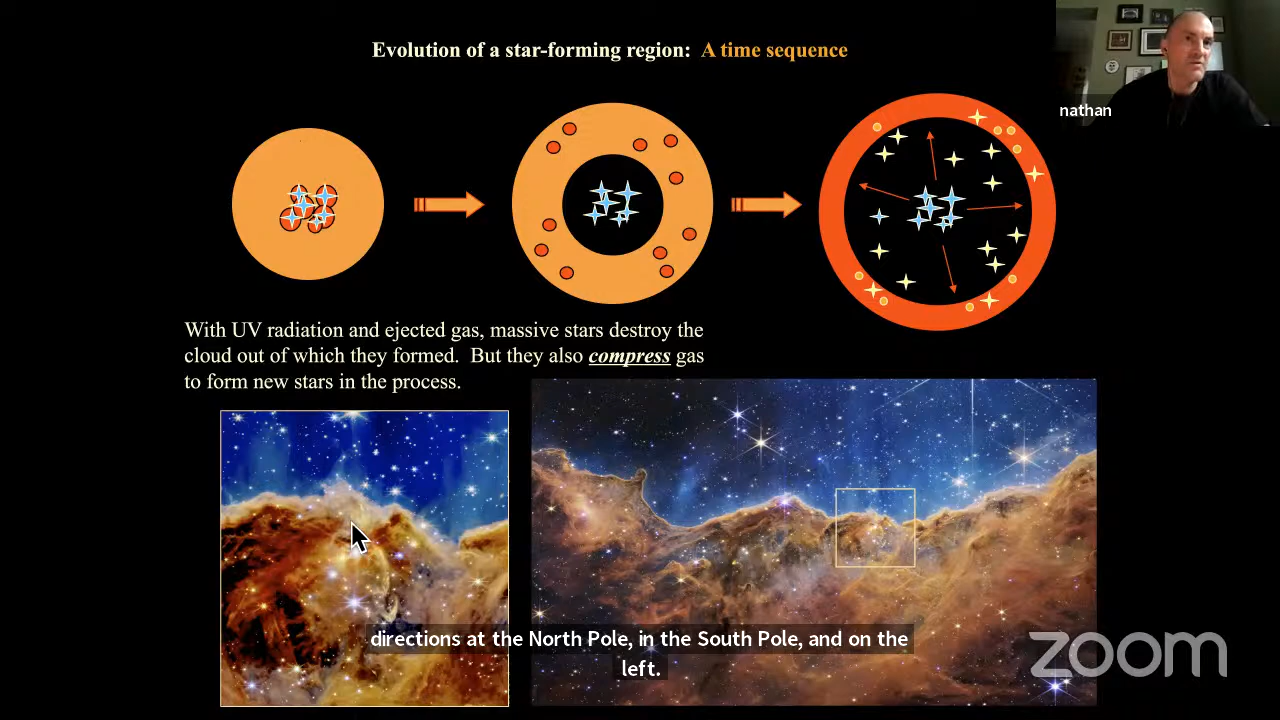 Evolution of a star-forming region: A time sequence
nathan
With UV radiation and ejected gas, massive stars destroy the
cloud out of which they formed. But they also compress gas
to form new stars in the process.
directions at the North Pole, in the South Pole, and on the
left.
zoom